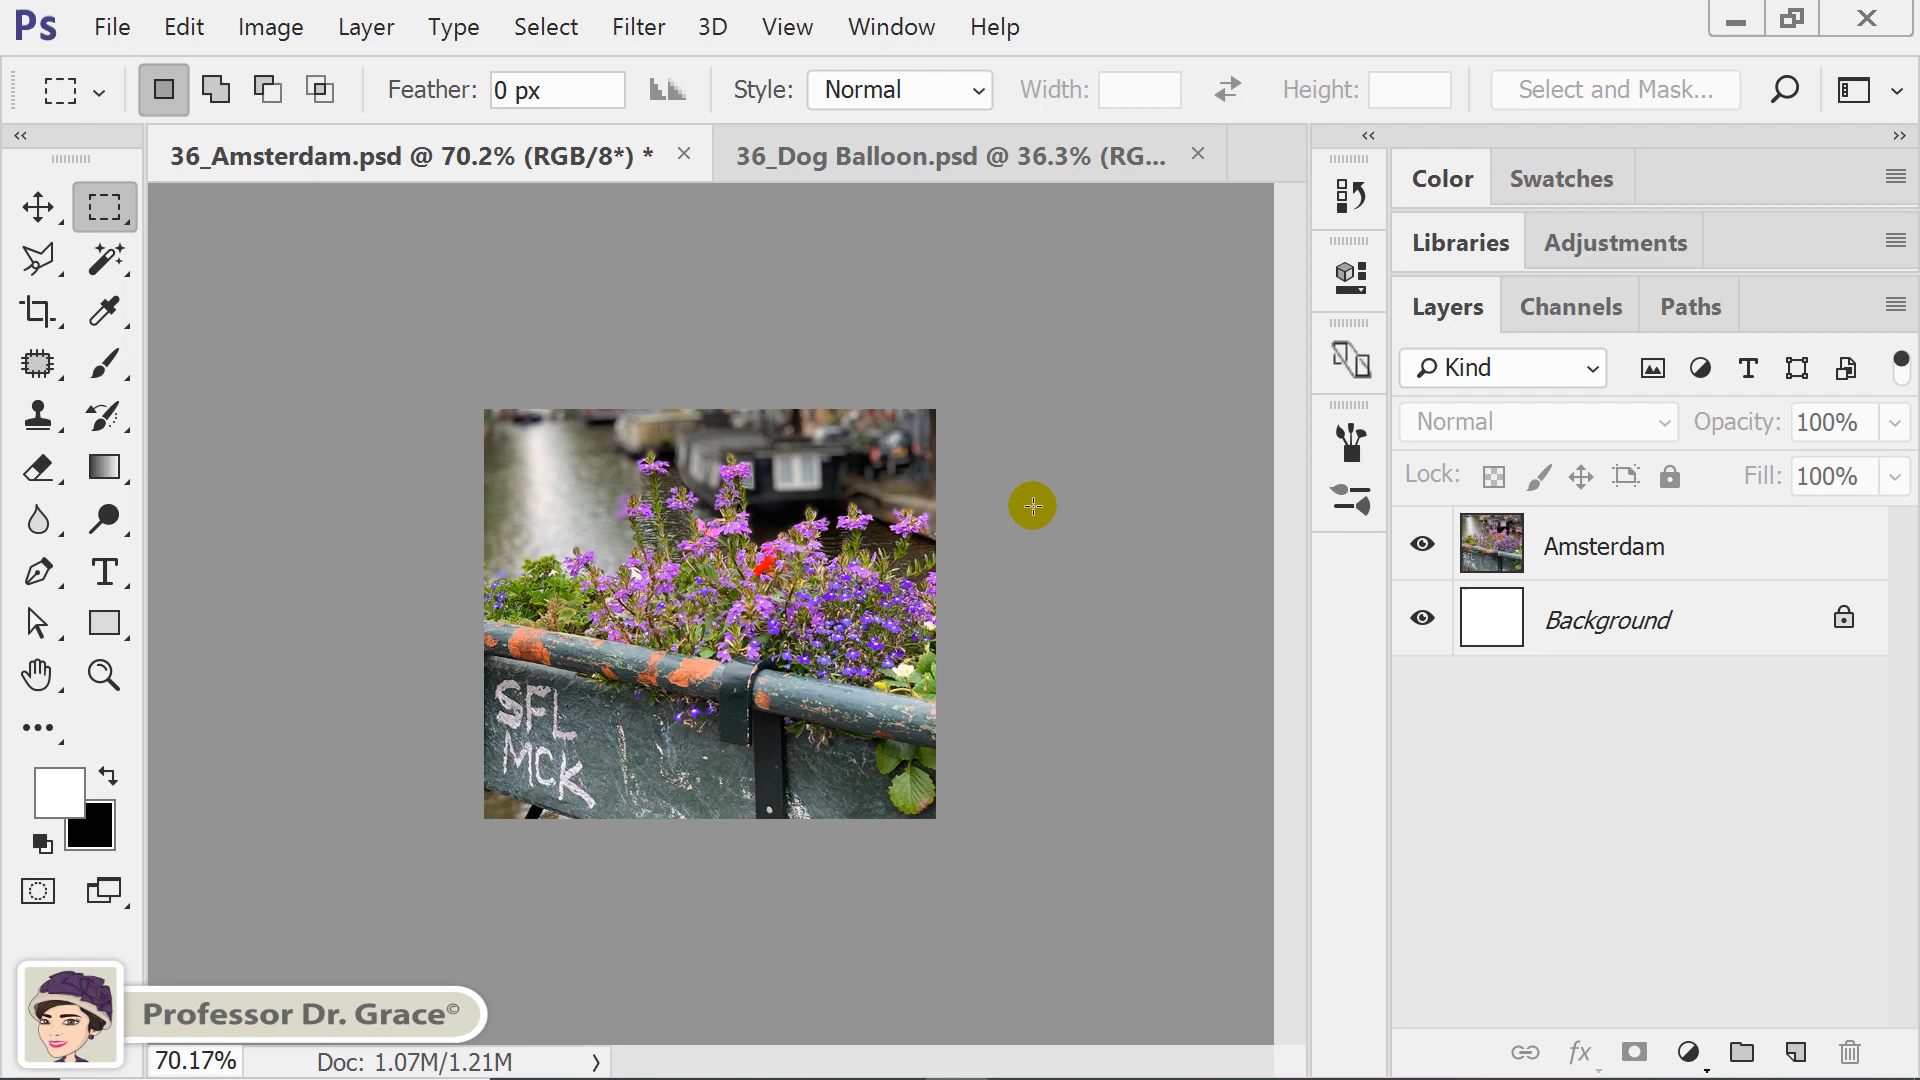 Ps File Edit Image Layer Type Select Filter 3D View Window Help
Feather: 0 px Style: Normal Width: Height: Select and Mask...
36_Amsterdam.psd @ 70.2% (RGB/8*) * × 36_Dog Balloon.psd @ 36.3% (RG... ×
Color Swatches
Libraries Adjustments
Layers Channels Paths
Kind
Normal Opacity: 100%
Lock: Fill: 100%
Amsterdam
Background
SFL
MCK
Professor Dr. Grace©
70.17% Doc: 1.07M/1.21M
fx